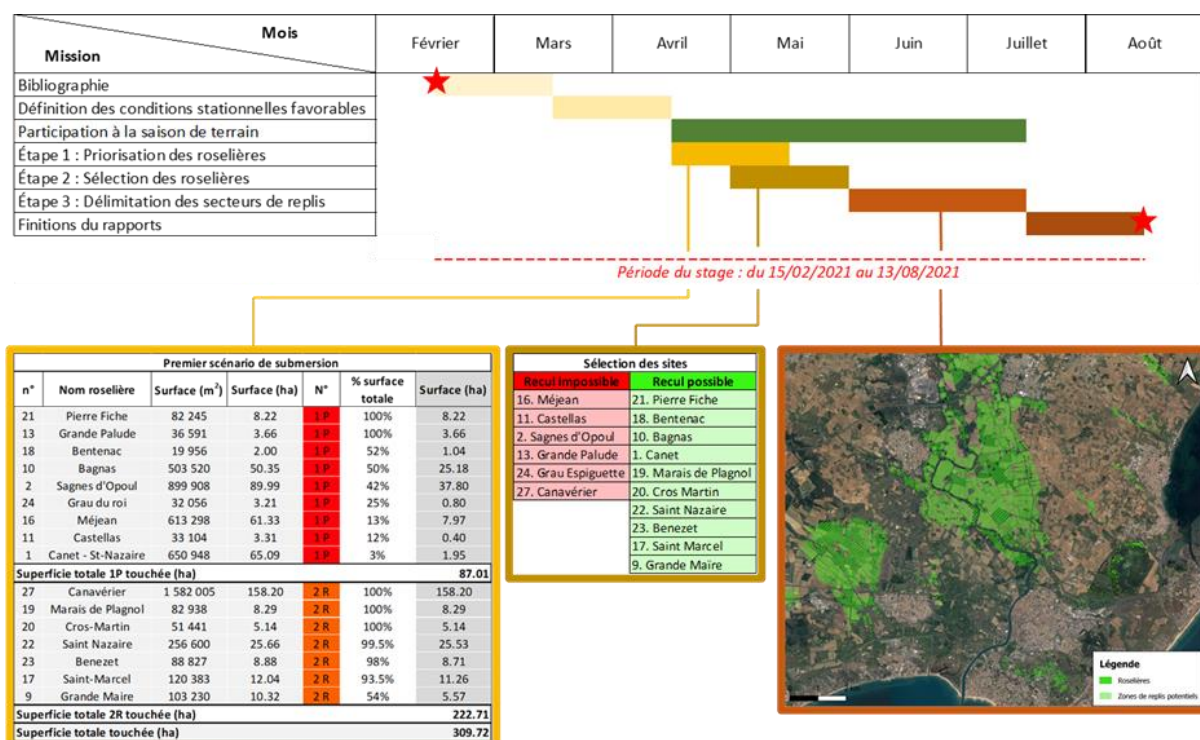 Mois
Mission
Février Mars Avril Mai Juin Juillet Août
Bibliographie
Définition des conditions stationnelles favorables
Participation à la saison de terrain
Étape 1 : Priorisation des roselières
Étape 2 : Sélection des roselières
Étape 3 : Délimitation des secteurs de replis
Finitions du rapports
Période du stage : du 15/02/2021 au 13/08/2021
Premier scénario de submersion
n° Nom roselière Surface (m²) Surface (ha) N° % surface totale Surface (ha)
21 Pierre Fiche 82 245 8.22 1 P 100% 8.22
13 Grande Palude 36 591 3.66 1 P 100% 3.66
18 Bentenac 19 956 2.00 1 P 52% 1.04
10 Bagnas 503 520 50.35 1 P 50% 25.18
2 Sagnes d'Opoul 899 908 89.99 1 P 42% 37.80
24 Grau du roi 32 056 3.21 1 P 25% 0.80
16 Méjean 613 298 61.33 1 P 13% 7.97
11 Castellas 33 104 3.31 1 P 12% 0.40
1 Canet - St-Nazaire 650 948 65.09 1 P 3% 1.95
Superficie totale 1P touchée (ha) 87.01
27 Canavérier 1 582 005 158.20 2 R 100% 158.20
19 Marais de Plagnol 82 938 8.29 2 R 100% 8.29
20 Cros-Martin 51 441 5.14 2 R 100% 5.14
22 Saint Nazaire 256 600 25.66 2 R 99.5% 25.53
23 Benezet 88 827 8.88 2 R 98% 8.71
17 Saint-Marcel 120 383 12.04 2 R 93.5% 11.26
9 Grande Maire 103 230 10.32 2 R 54% 5.57
Superficie totale 2R touchée (ha) 222.71
Superficie totale touchée (ha) 309.72
Sélection des sites
Recul impossible Recul possible
16. Méjean 21. Pierre Fiche
11. Castellas 18. Bentenac
2. Sagnes d'Opoul 10. Bagnas
13. Grande Palude 1. Canet
24. Grau Espiguette 19. Marais de Plagnol
27. Canavérier 20. Cros Martin
22. Saint Nazaire
23. Benezet
17. Saint Marcel
9. Grande Maire
Légende
Roselières
Zones de replis potentiels